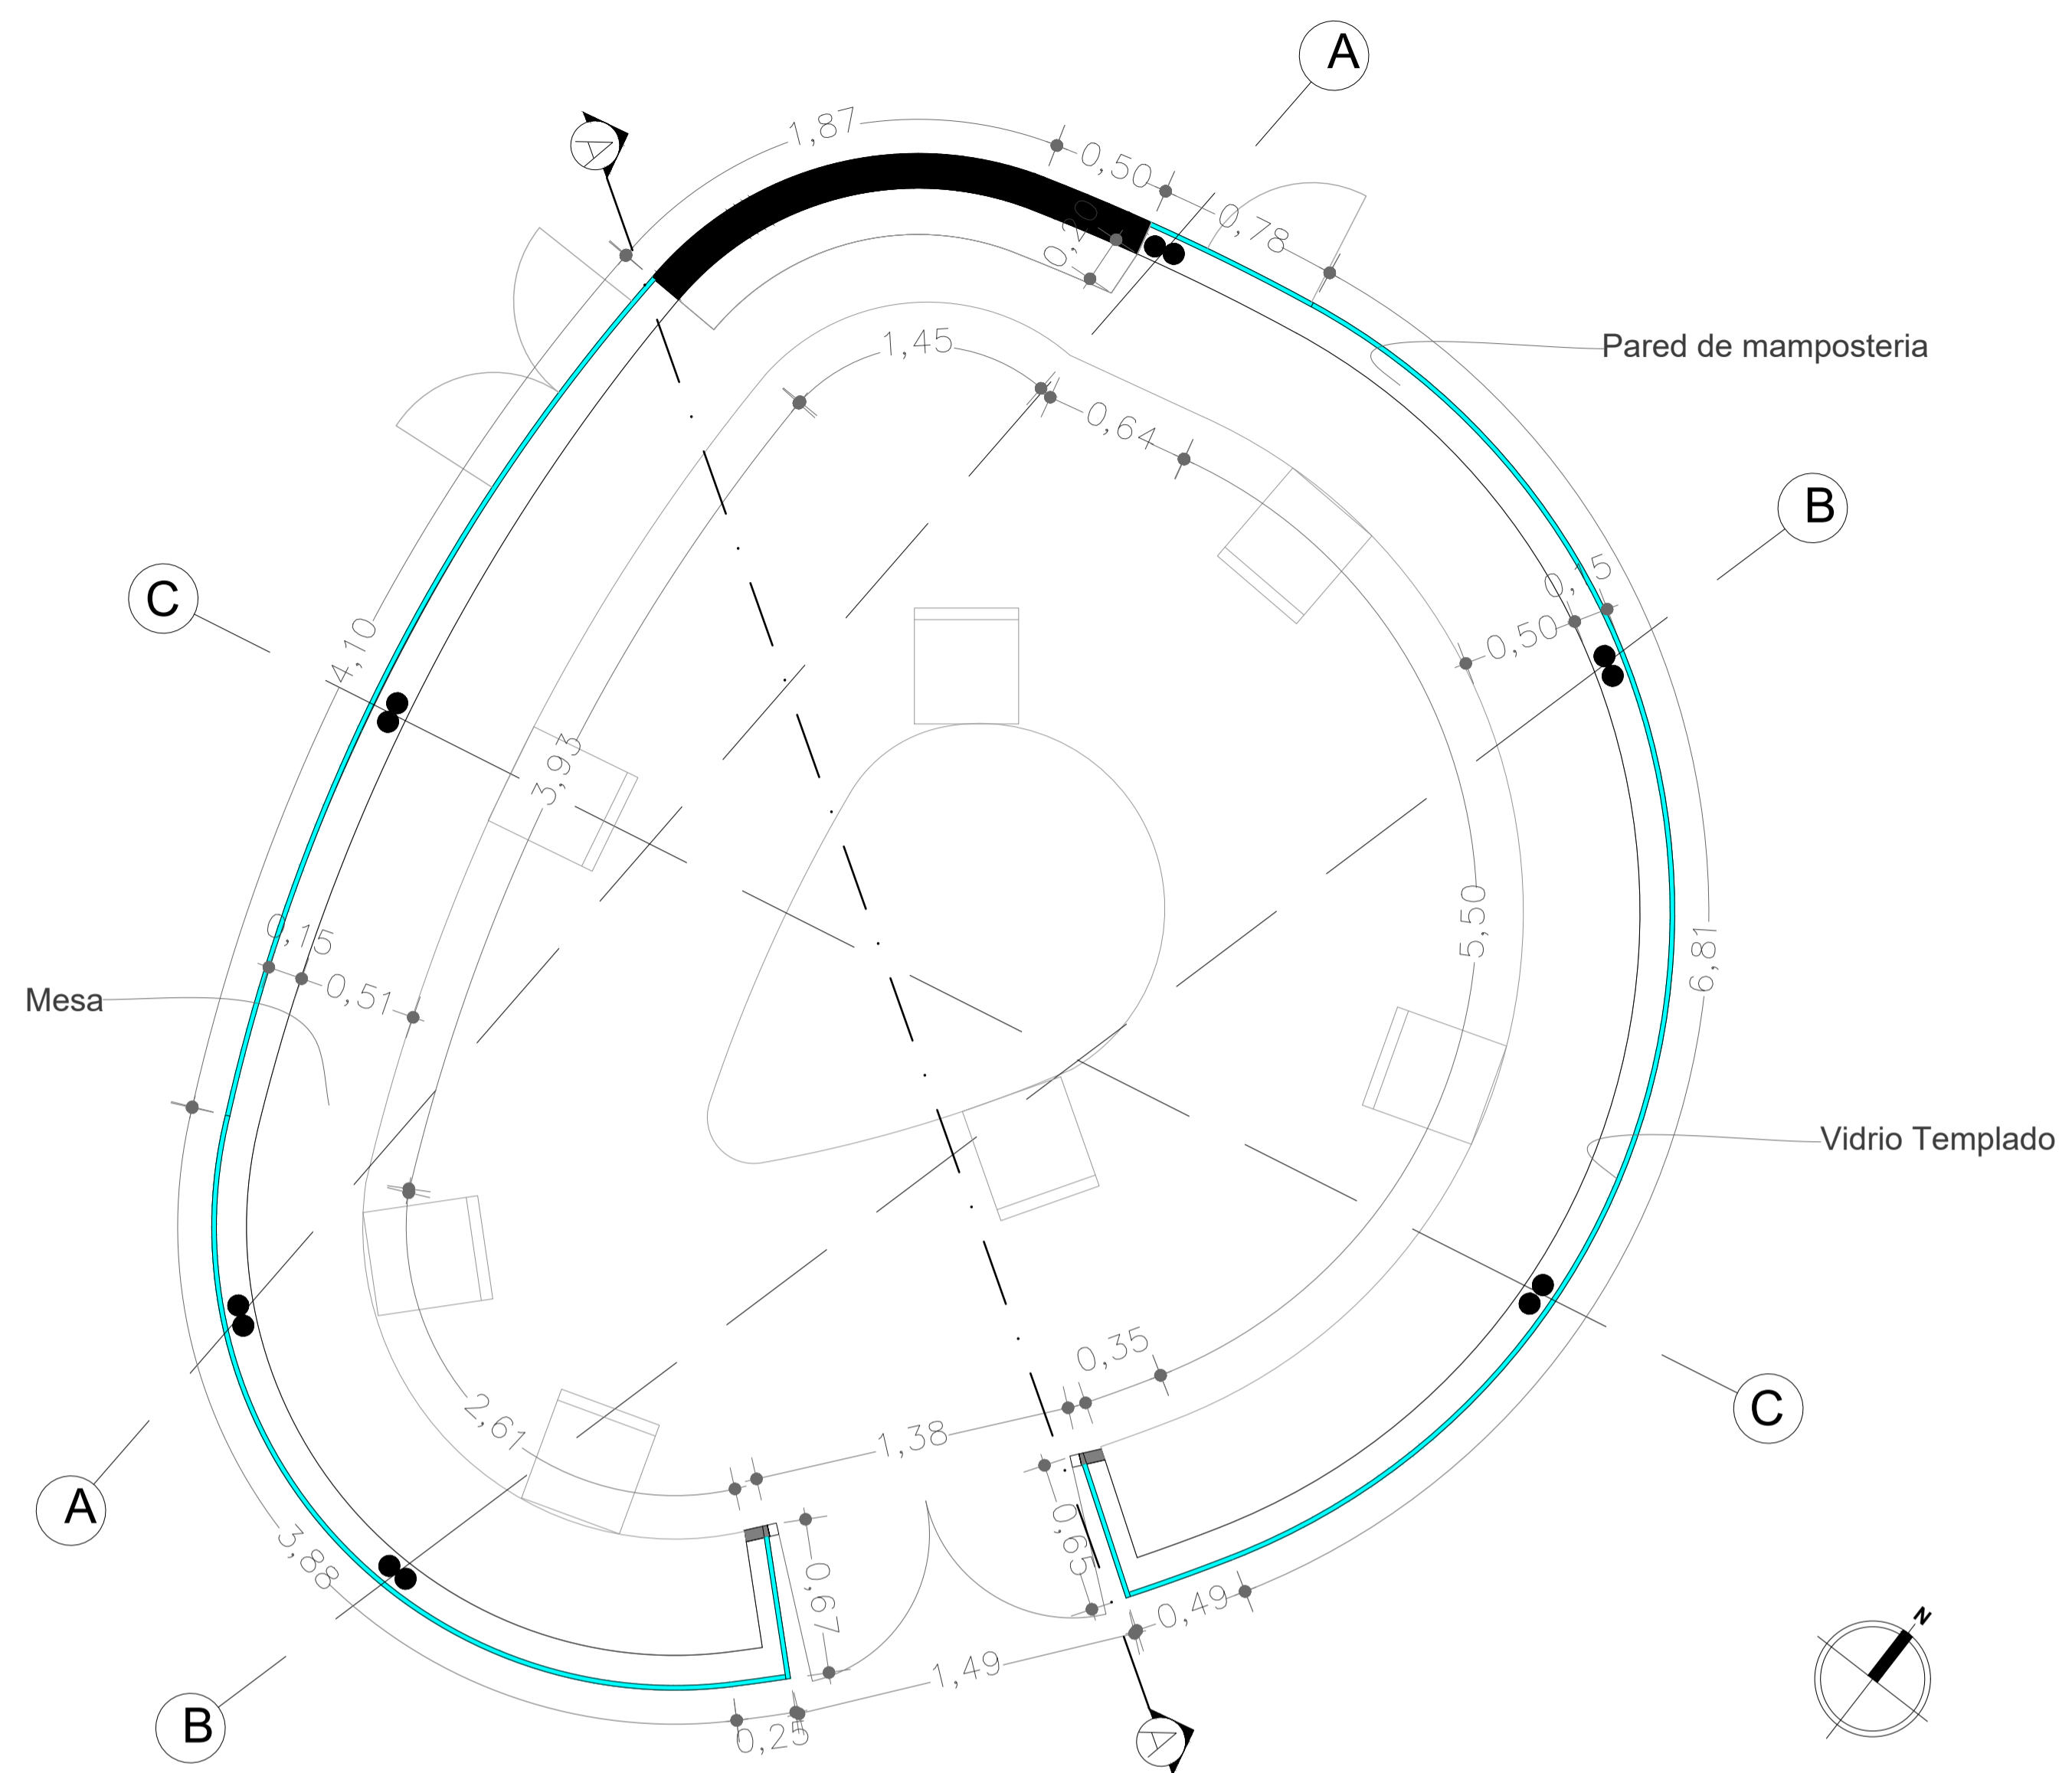 A
A
1,87
0,50
0,20
0,78
Pared de mamposteria
1,45
0,64
B
0,15
0,50
C
4,10
3,93
5,50
6,81
0,15
0,51
Mesa
Vidrio Templado
0,35
1,38
2,61
C
A
0,65
0,67
3,88
0,49
1,49
N
0,25
B
A